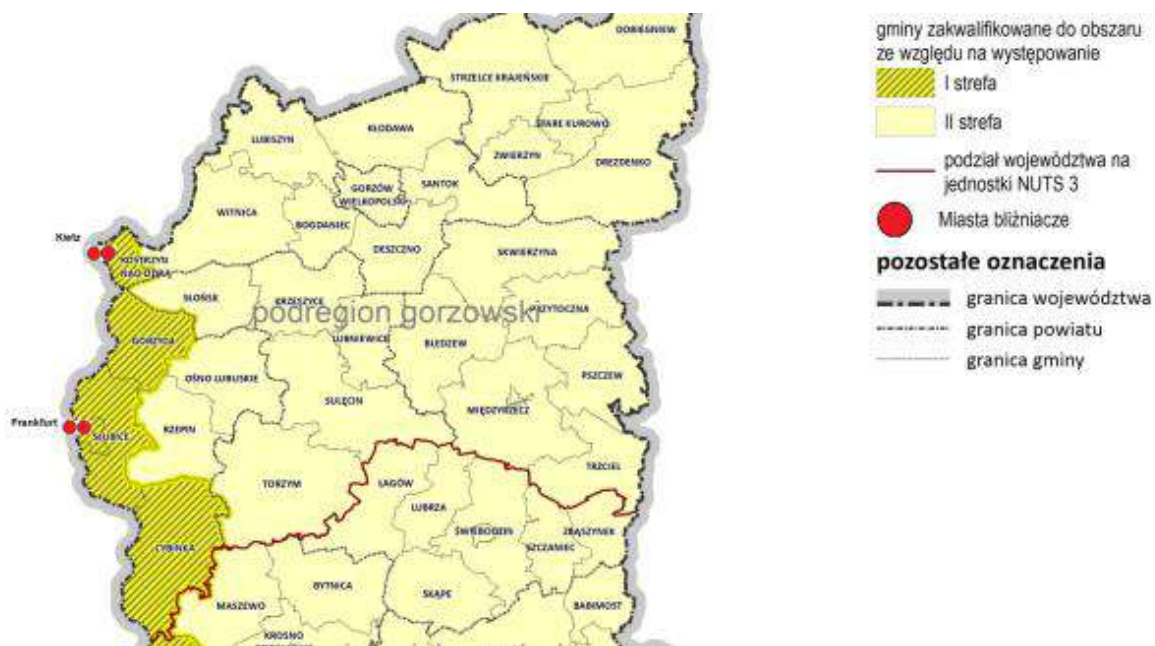 gminy zakwalifikowane do obszaru
ze względu na występowanie
I strefa
II strefa
podział województwa na
jednostki NUTS 3
Miasta bliźniacze
pozostałe oznaczenia
granica województwa
granica powiatu
granica gminy
DOBIEGNIEW
STRZELCE KRAJEŃSKIE
STARE KUROWO
KŁODAWA
LUBISZYN
ZWIERZYN
DREZDENKO
GORZÓW
WIELKOPOLSKI
SANTOK
WITNICA
BOGDANIEC
DESZCZNO
SKWIERZYNA
Kietz
KOSTRZYN
NAD ODRĄ
SŁOŃSK
KRZESZYCE
podregion gorzowski
PRZYTOCZNA
LUBNIEWICE
BLEDZEW
GÓRZYCA
OŚNO LUBUSKIE
PSZCZEW
SULĘCIN
MIĘDZYRZECZ
Frankfurt
SŁUBICE
RZEPIN
TRZCIEL
TORZYM
ŁAGÓW
LUBRZA
ŚWIEBODZIN
ZBĄSZYNEK
SZCZANIEC
CYBINKA
BYTNICA
SKĄPE
MASZEWO
BABIMOST
KROSNO